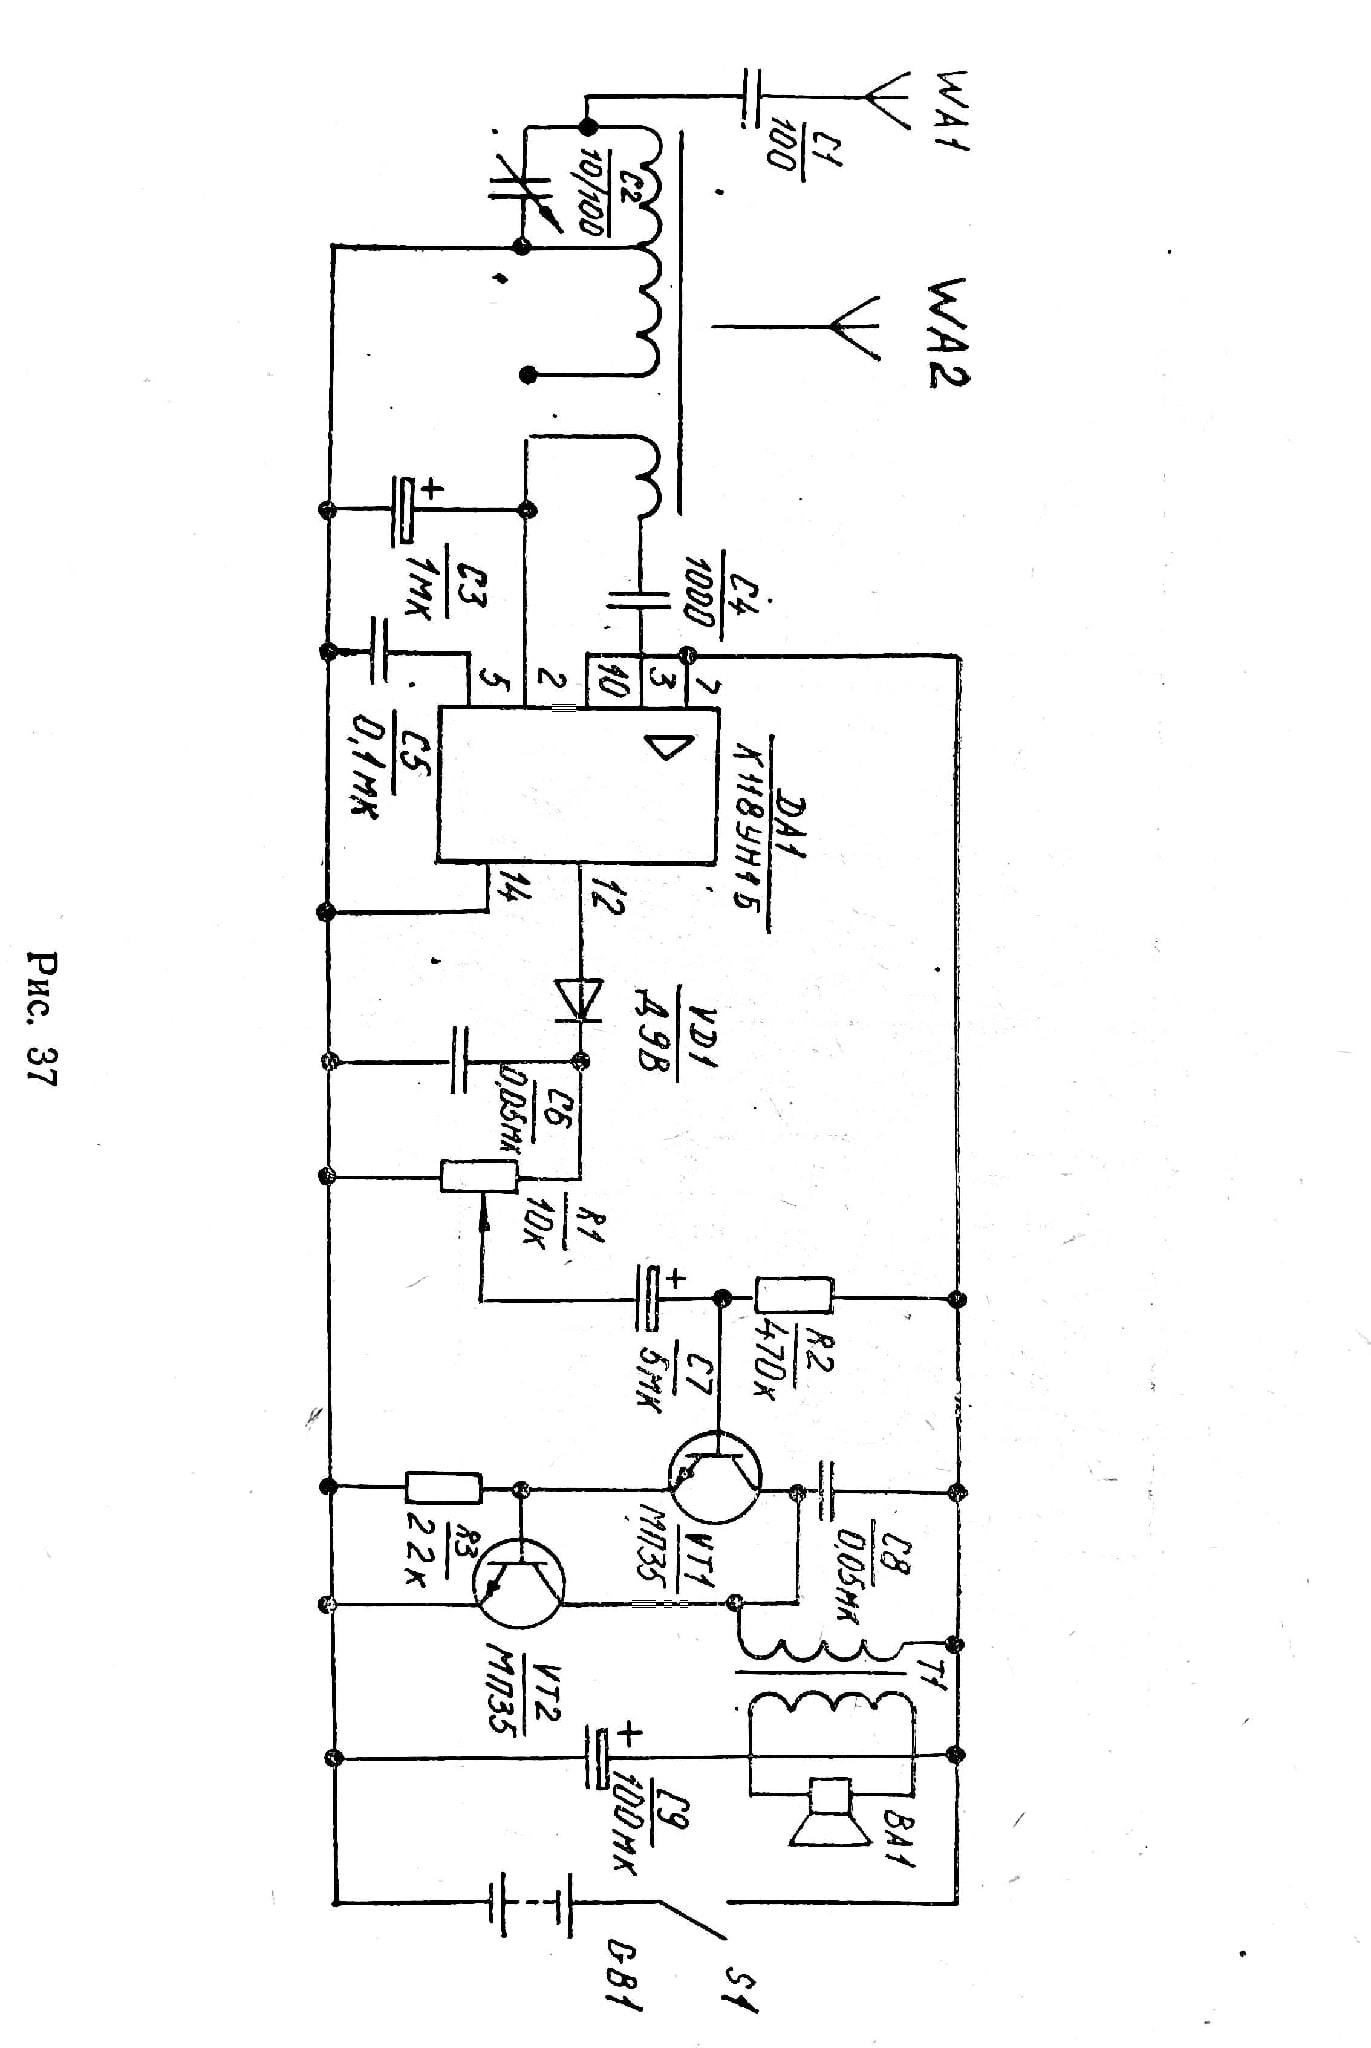 WA1
C1
100
C2
10/100
WA2
C3
1мк
C4
1000
C5
0,1мк
5
2
10
3
7
DA1
К118УН1Б
14
12
VD1
Д9В
C6
0,05мк
R1
10к
C7
5мк
R2
470к
VT1
МП35
R3
22к
C8
0,05мк
VT2
МП35
T1
C9
100мк
BA1
GB1
S1
Рис. 37